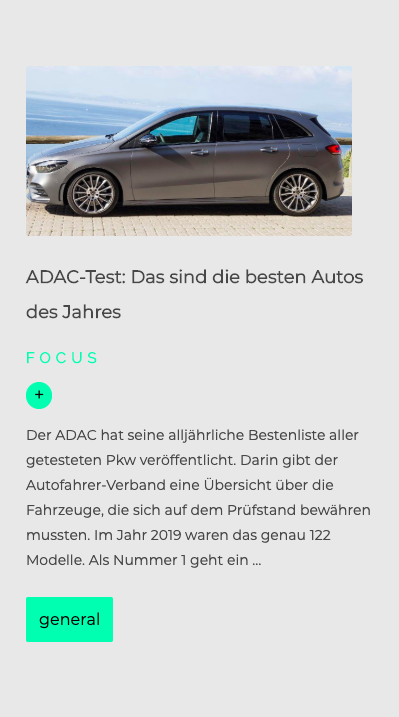 ADAC-Test: Das sind die besten Autos
des Jahres
FOCUS
+
Der ADAC hat seine alljährliche Bestenliste aller
getesteten Pkw veröffentlicht. Darin gibt der
Autofahrer-Verband eine Übersicht über die
Fahrzeuge, die sich auf dem Prüfstand bewähren
mussten. Im Jahr 2019 waren das genau 122
Modelle. Als Nummer 1 geht ein ...
general